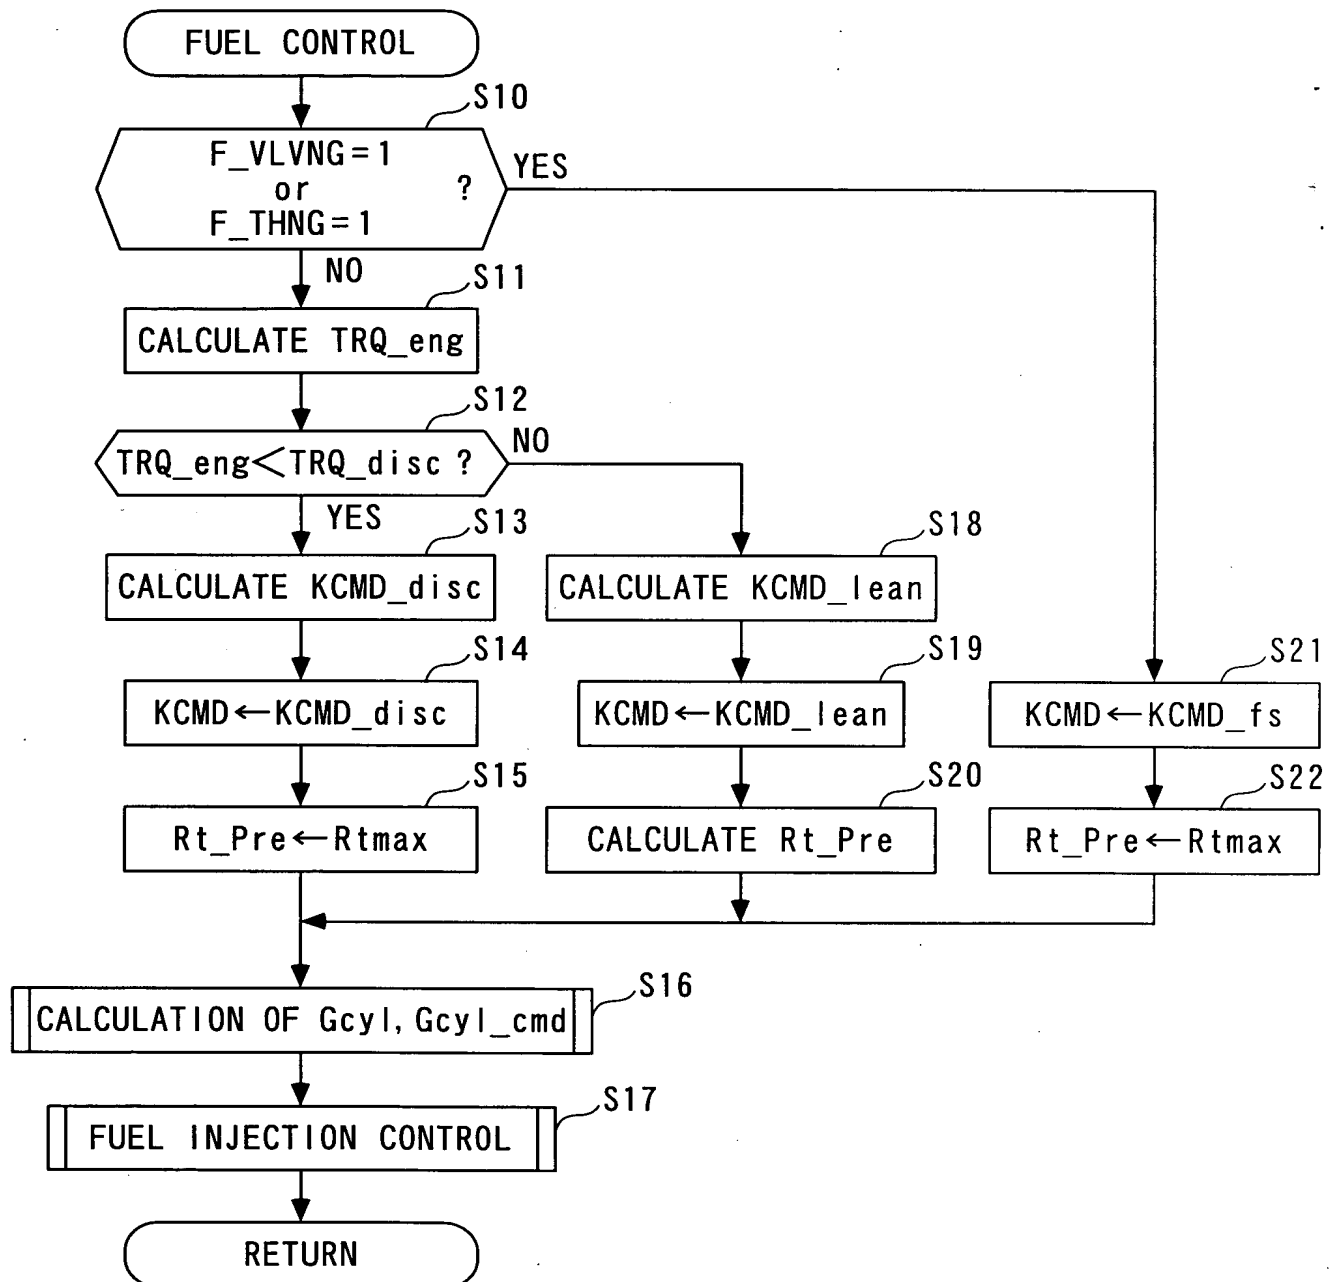 FUEL CONTROL
S10
F_VLVNG=1
or ?
F_THNG=1
YES
NO
S11
CALCULATE TRQ_eng
S12
TRQ_eng<TRQ_disc ?
NO
YES
S13
CALCULATE KCMD_disc
S18
CALCULATE KCMD_lean
S14
KCMD←KCMD_disc
S19
KCMD←KCMD_lean
S21
KCMD←KCMD_fs
S15
Rt_Pre←Rtmax
S20
CALCULATE Rt_Pre
S22
Rt_Pre←Rtmax
S16
CALCULATION OF Gcyl, Gcyl_cmd
S17
FUEL INJECTION CONTROL
RETURN